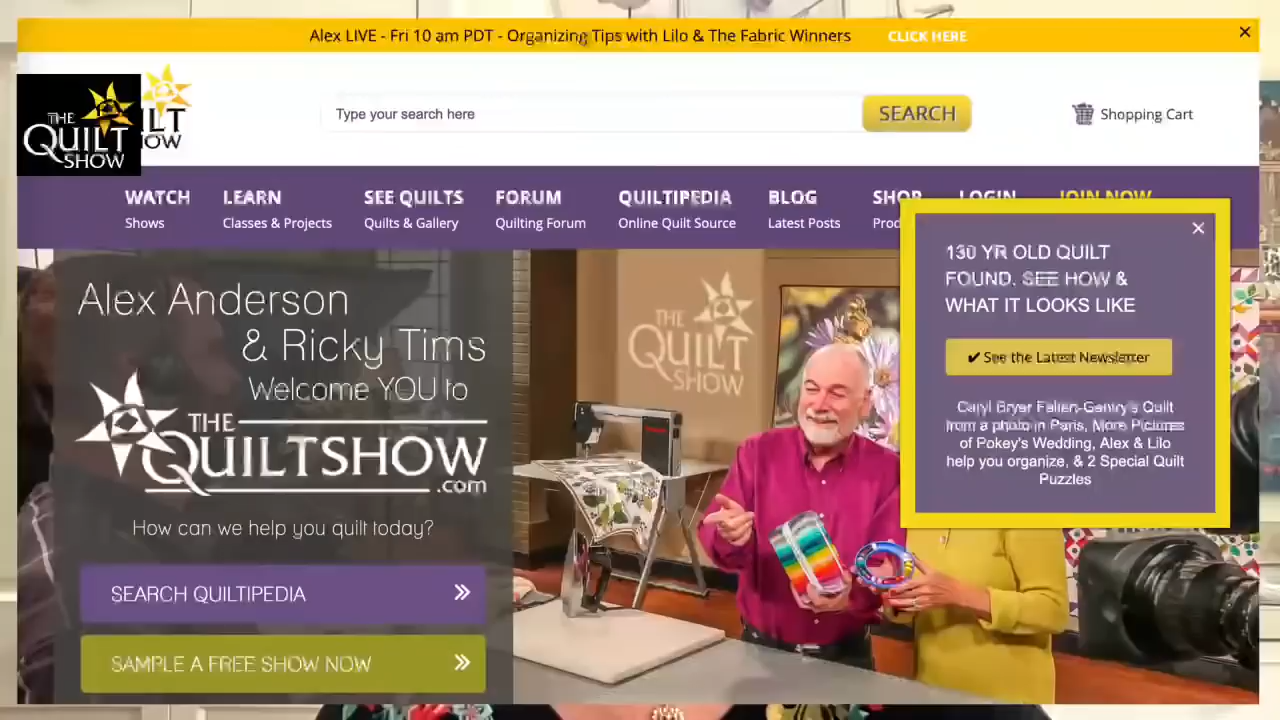 Alex LIVE - Fri 10 am PDT - Organizing Tips with Lilo & The Fabric Winners CLICK HERE
THE
QUILT
SHOW
LT
OW
Type your search here
SEARCH
Shopping Cart
WATCH LEARN SEE QUILTS FORUM QUILTIPEDIA BLOG SHOP LOGIN JOIN NOW
Shows Classes & Projects Quilts & Gallery Quilting Forum Online Quilt Source Latest Posts Prod
Alex Anderson
& Ricky Tims
Welcome YOU to
THE
QUILTSHOW
.com
How can we help you quilt today?
SEARCH QUILTIPEDIA
SAMPLE A FREE SHOW NOW
THE
QUILT
SHOW
130 YR OLD QUILT
FOUND. SEE HOW &
WHAT IT LOOKS LIKE
✔ See the Latest Newsletter
Caryl Bryer Fallert-Gentry's Quilt
from a photo in Paris, More Pictures
of Pokey's Wedding, Alex & Lilo
help you organize, & 2 Special Quilt
Puzzles